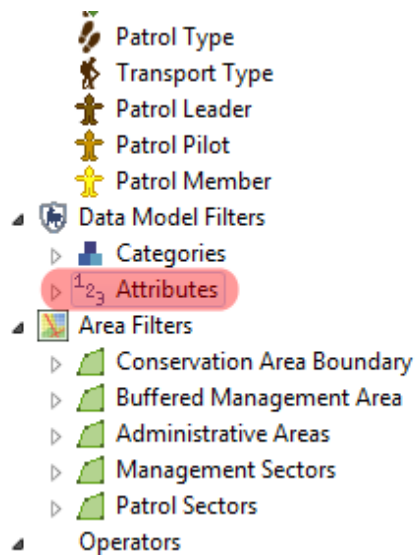 Patrol Type
Transport Type
Patrol Leader
Patrol Pilot
Patrol Member
Data Model Filters
Categories
123 Attributes
Area Filters
Conservation Area Boundary
Buffered Management Area
Administrative Areas
Management Sectors
Patrol Sectors
Operators